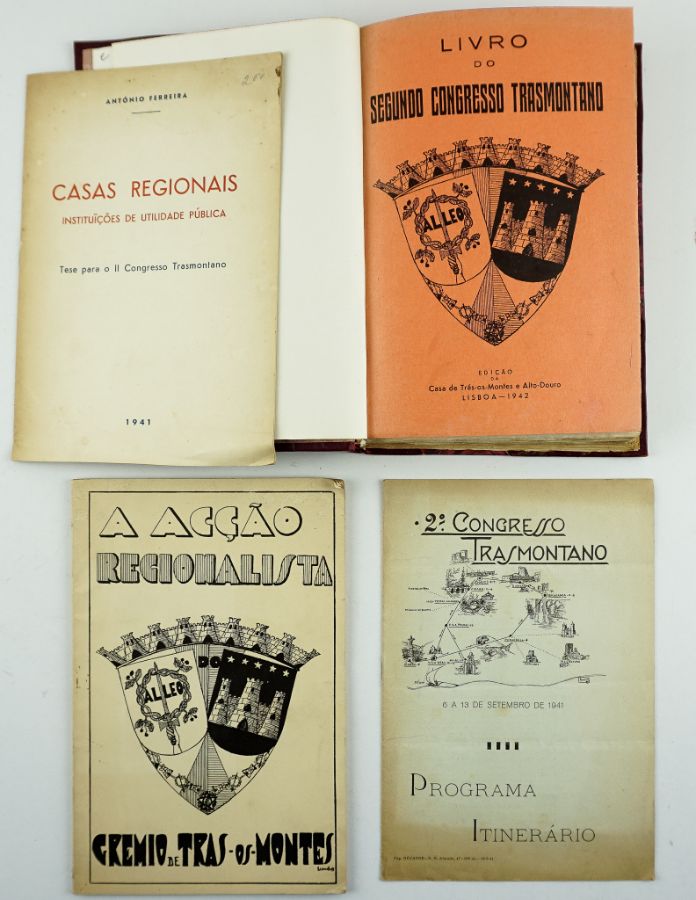 ANTÓNIO FERREIRA
CASAS REGIONAIS
INSTITUÏÇÕES DE UTILIDADE PÚBLICA
Tese para o II Congresso Trasmontano
1941
LIVRO
DO
SEGUNDO CONGRESSO TRASMONTANO
ALLEO
EDIÇÃO
DA
Casa de Trás-os-Montes e Alto-Douro
LISBOA — 1942
A ACÇÃO
REGIONALISTA
DO
ALLEO
GREMIO DE TRAS-OS-MONTES
2.º CONGRESSO
TRASMONTANO
6 A 13 DE SETEMBRO DE 1941
PROGRAMA
ITINERÁRIO